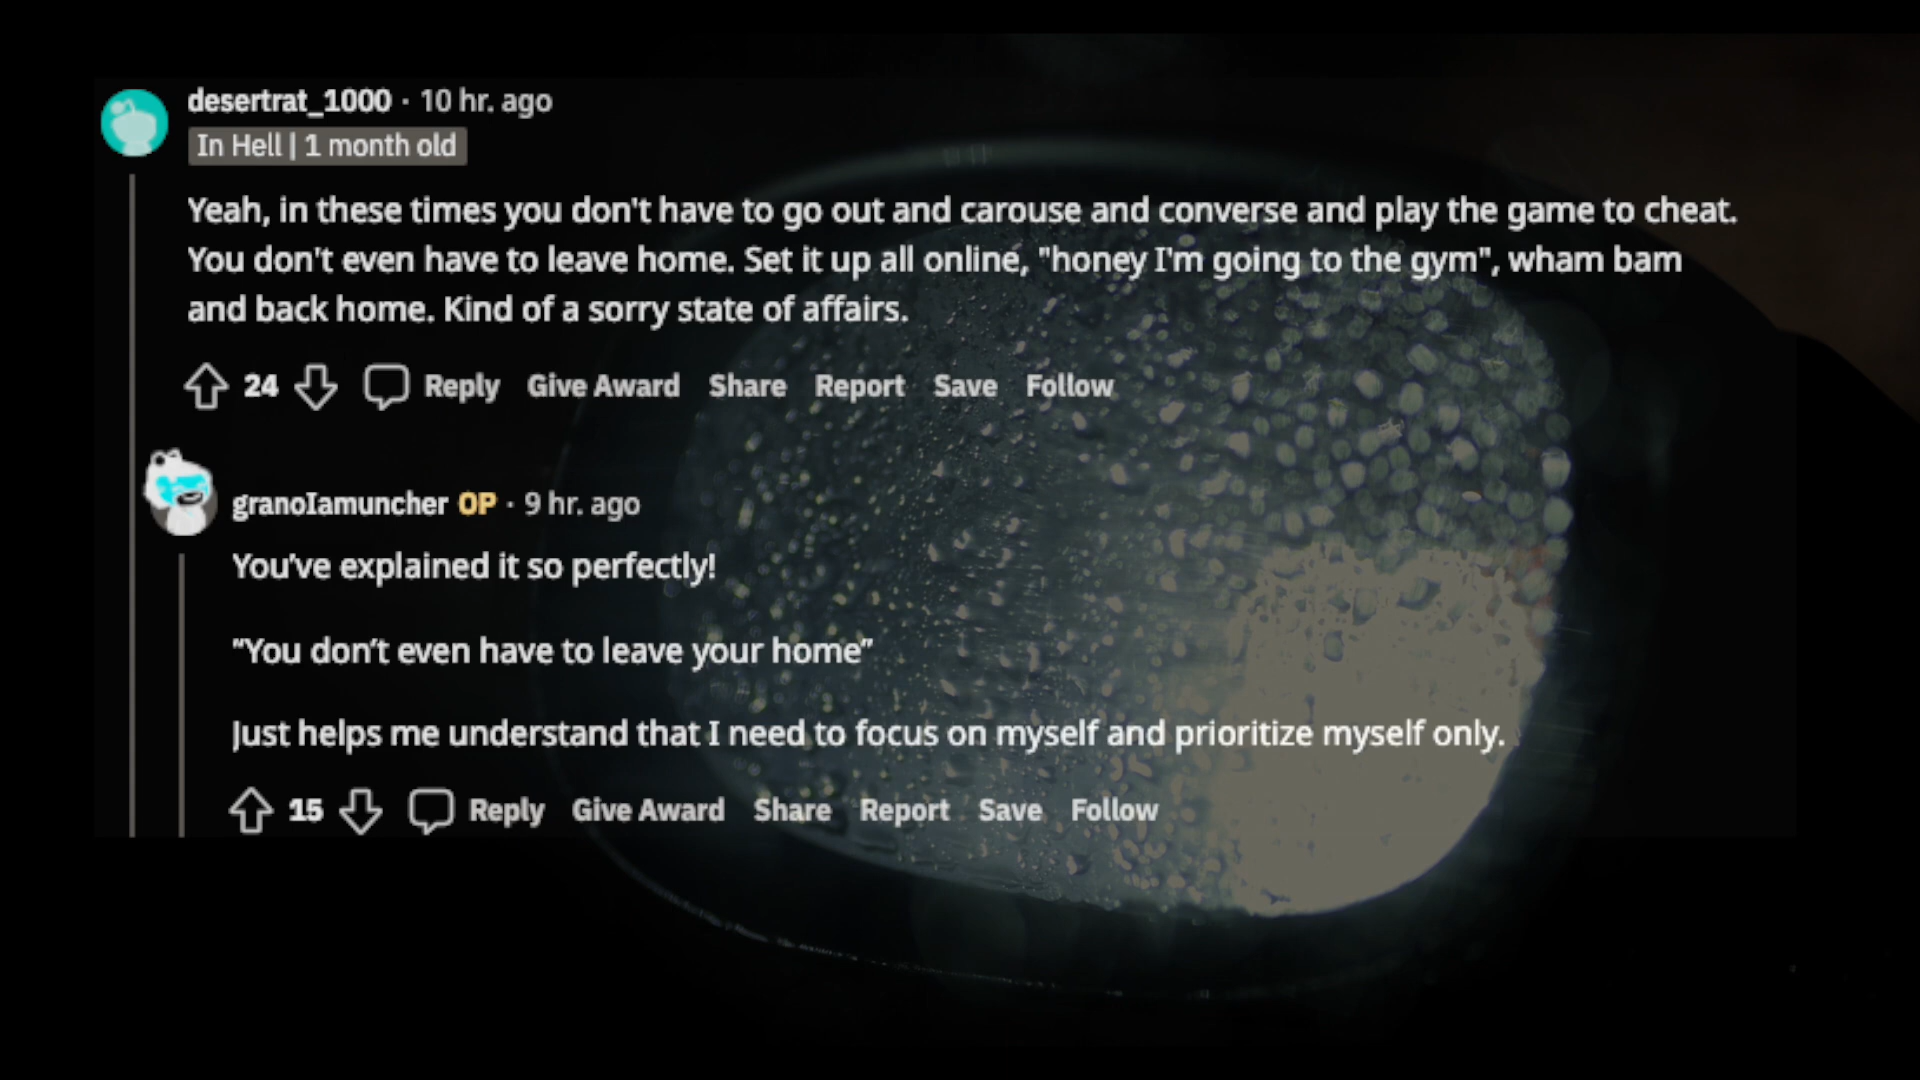 desertrat_1000 · 10 hr. ago
In Hell | 1 month old
Yeah, in these times you don't have to go out and carouse and converse and play the game to cheat.
You don't even have to leave home. Set it up all online, "honey I'm going to the gym", wham bam
and back home. Kind of a sorry state of affairs.
24 Reply Give Award Share Report Save Follow
granoIamuncher OP · 9 hr. ago
You’ve explained it so perfectly!
“You don’t even have to leave your home”
Just helps me understand that I need to focus on myself and prioritize myself only.
15 Reply Give Award Share Report Save Follow